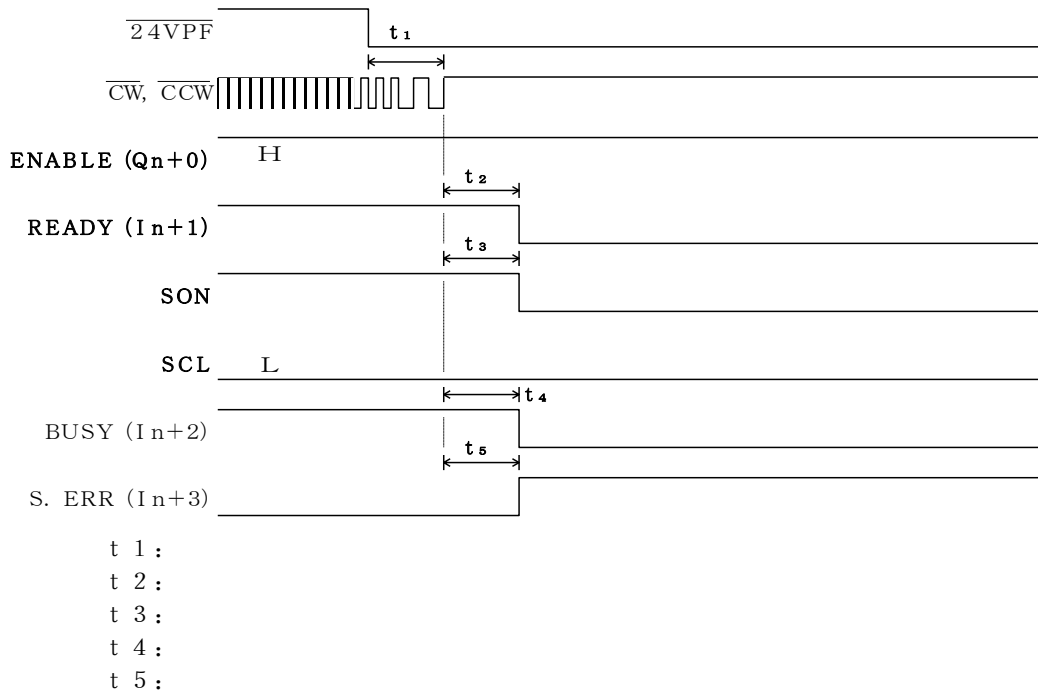 24VPF
t₁
CW, CCW
ENABLE (Qn+0)
H
t₂
READY (In+1)
t₃
SON
SCL
L
t₄
BUSY (In+2)
t₅
S. ERR (In+3)
t 1:
t 2:
t 3:
t 4:
t 5: